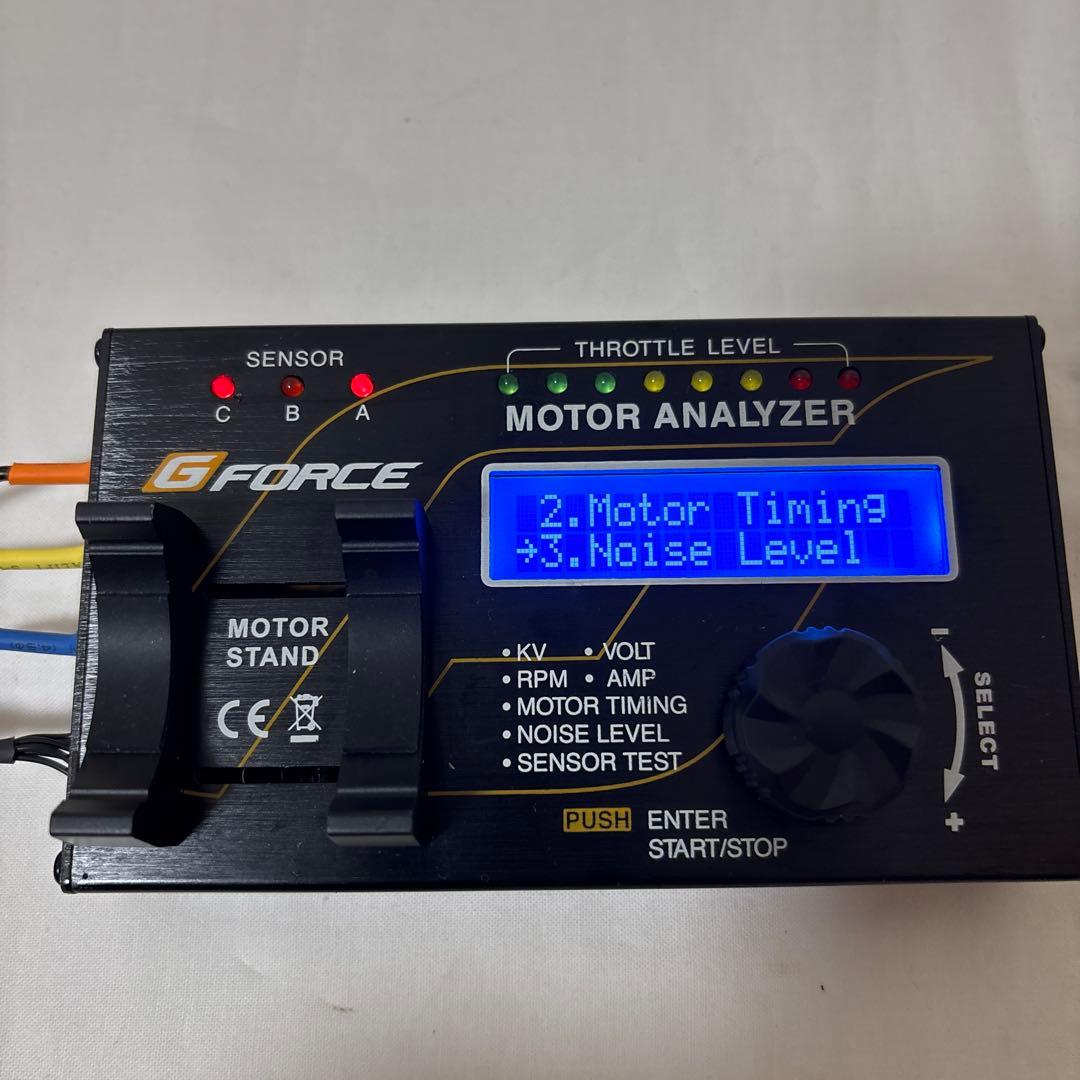 SENSOR
C B A
THROTTLE LEVEL
MOTOR ANALYZER
G FORCE
2.Motor Timing
→3.Noise Level
MOTOR
STAND
CE
• KV • VOLT
• RPM • AMP
• MOTOR TIMING
• NOISE LEVEL
• SENSOR TEST
PUSH ENTER
START/STOP
-
SELECT
+